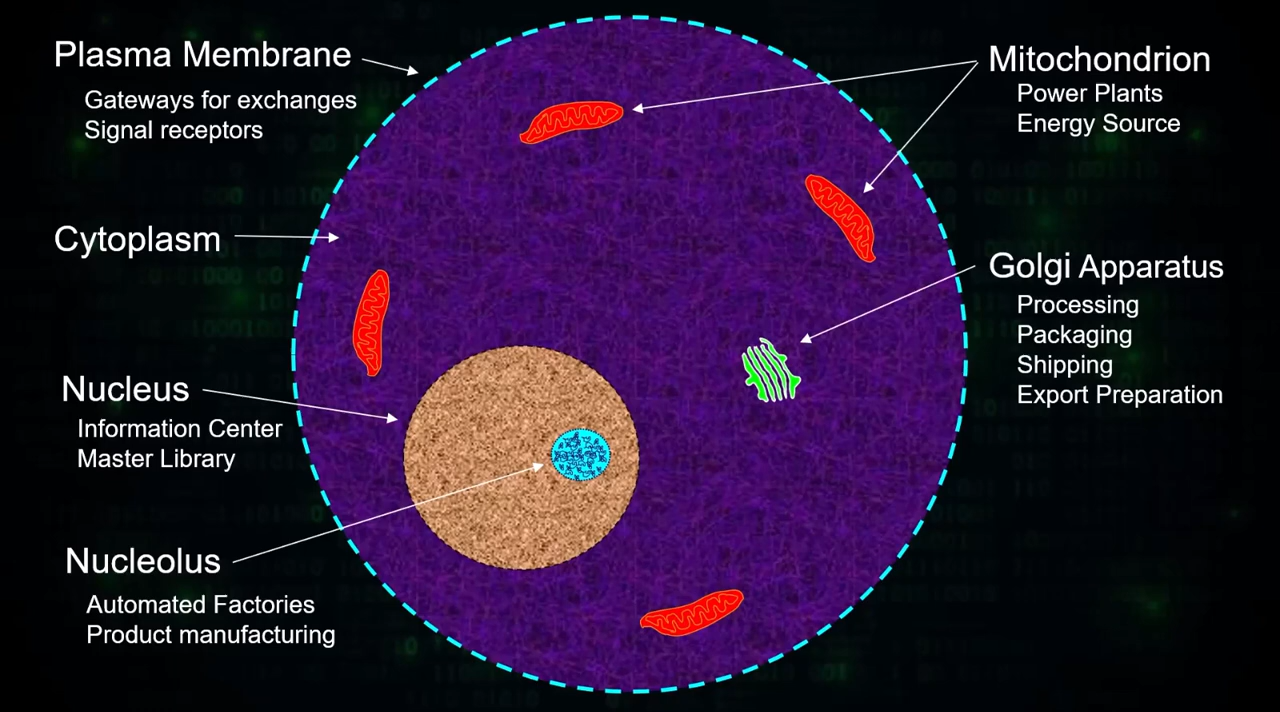 Plasma Membrane
Gateways for exchanges
Signal receptors
Cytoplasm
Nucleus
Information Center
Master Library
Nucleolus
Automated Factories
Product manufacturing
Mitochondrion
Power Plants
Energy Source
Golgi Apparatus
Processing
Packaging
Shipping
Export Preparation